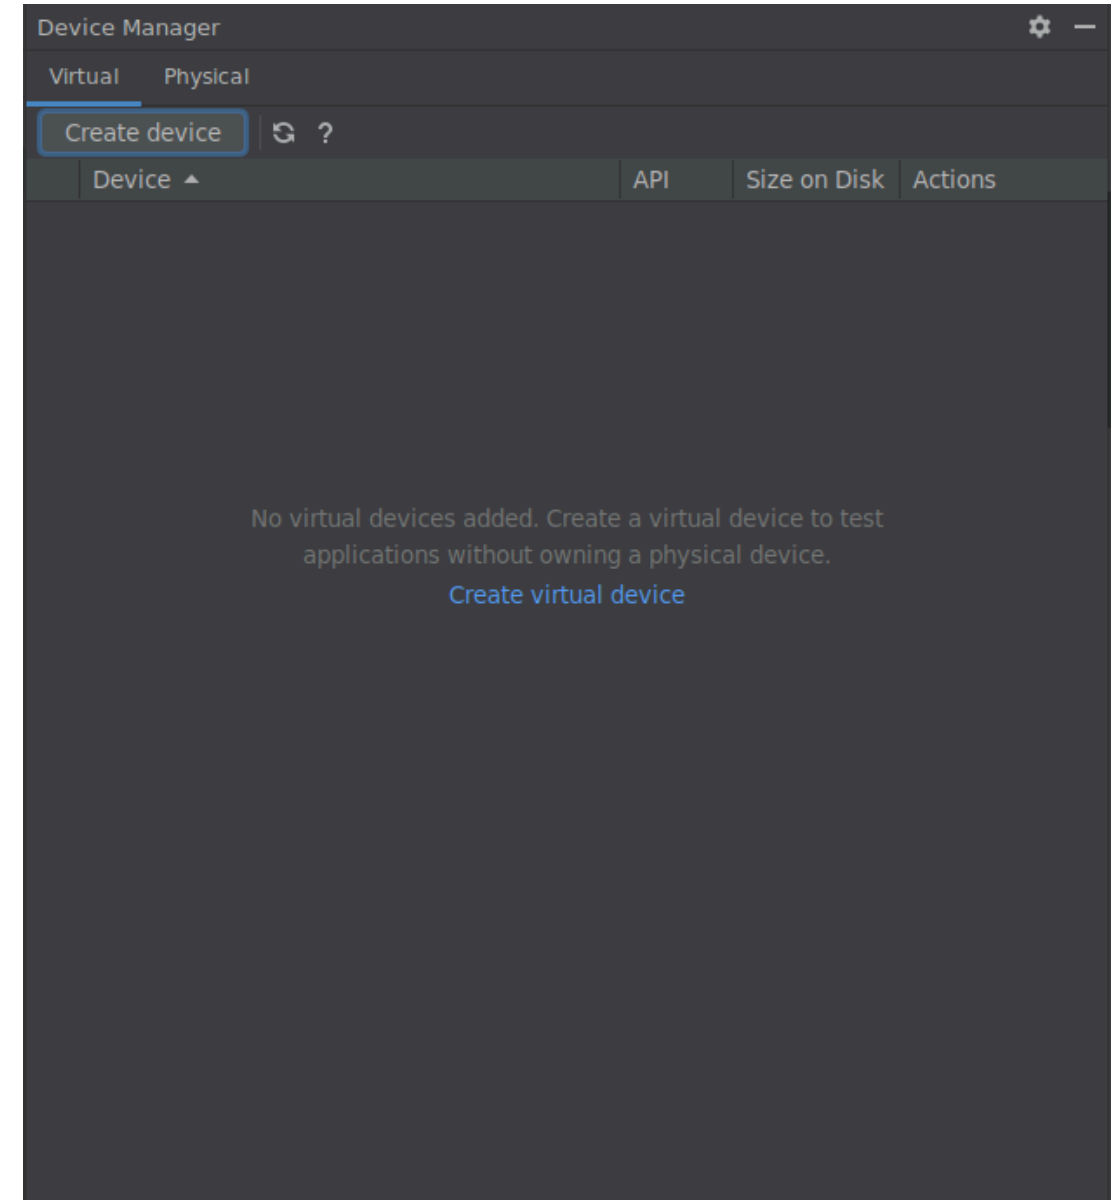 Device Manager
Virtual Physical
Create device ?
Device API Size on Disk Actions
No virtual devices added. Create a virtual device to test
applications without owning a physical device.
Create virtual device